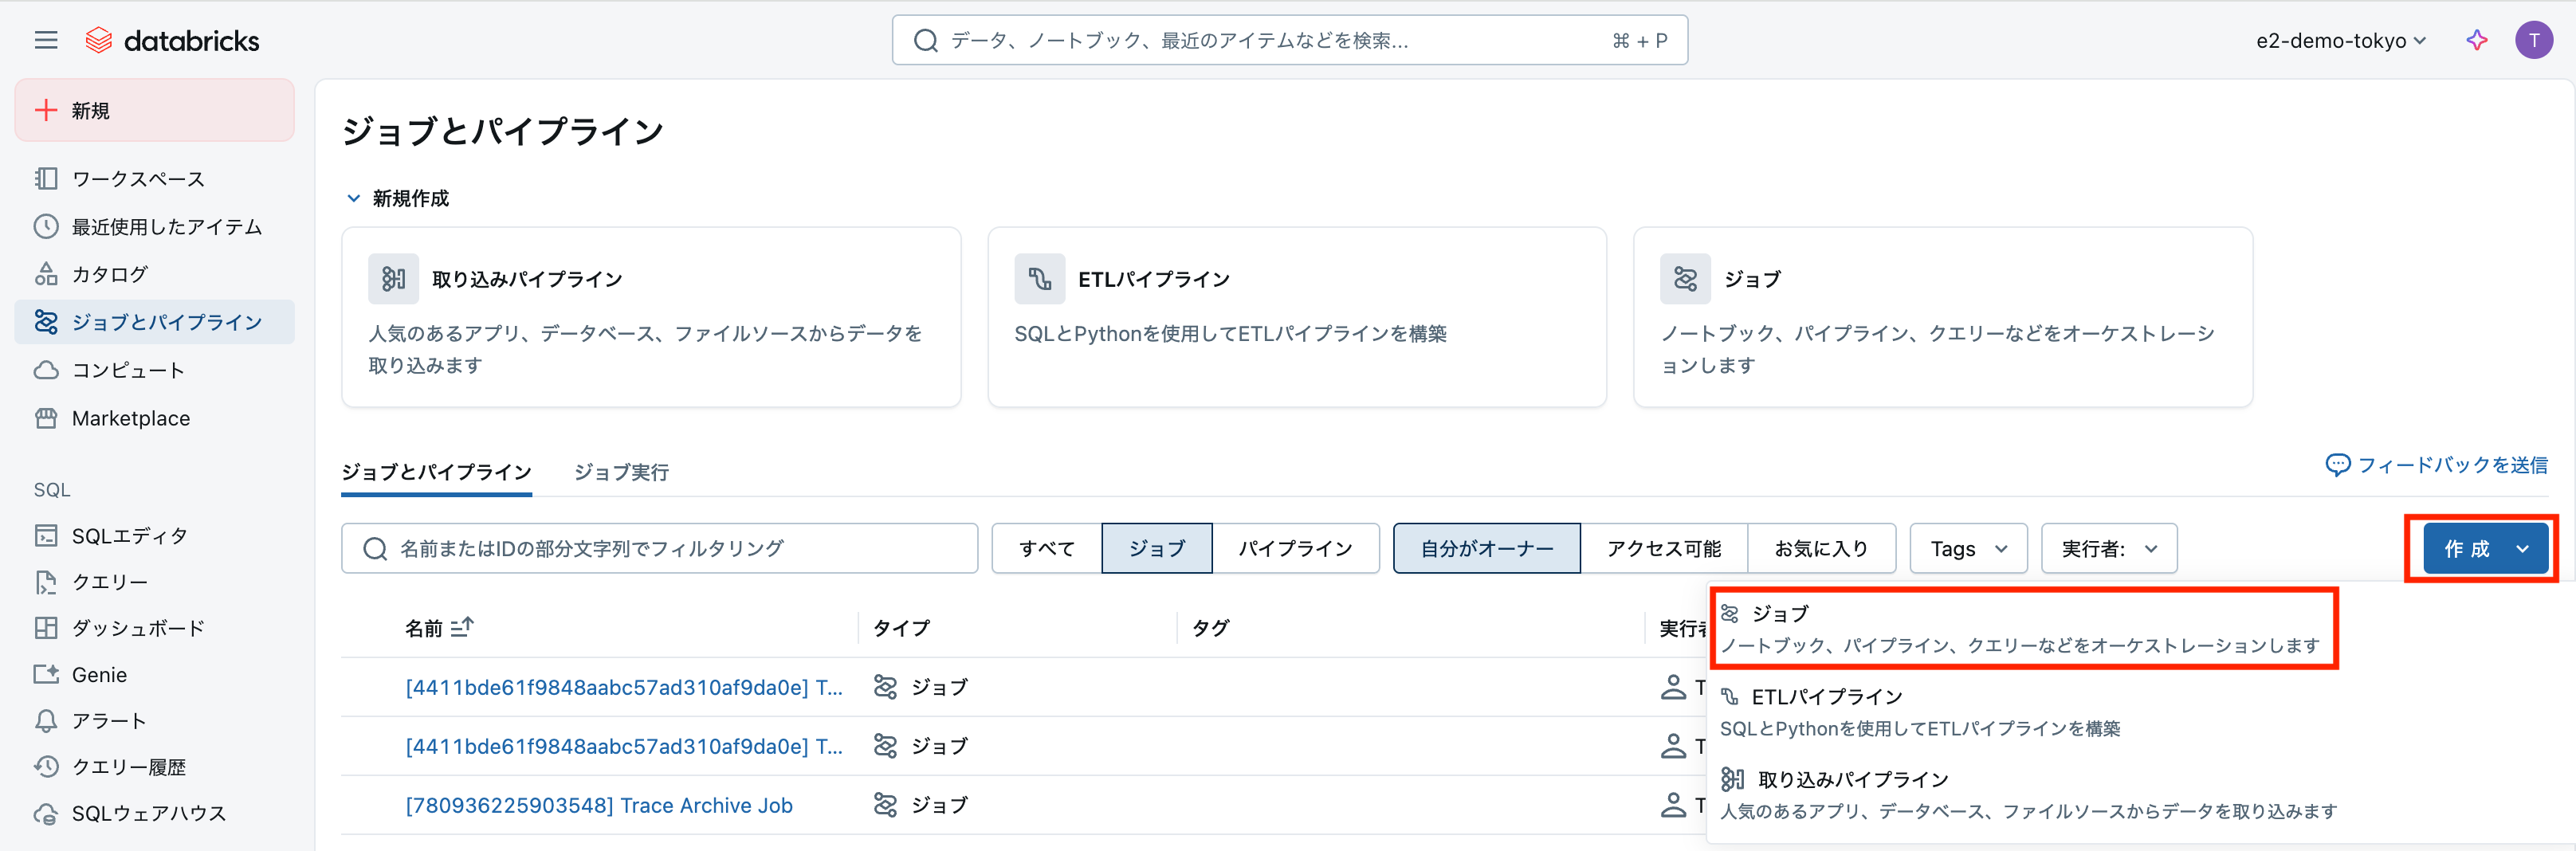 databricks
データ、ノートブック、最近のアイテムなどを検索...
⌘ + P
e2-demo-tokyo
T
新規
ワークスペース
最近使用したアイテム
カタログ
ジョブとパイプライン
コンピュート
Marketplace
SQL
SQLエディタ
クエリー
ダッシュボード
Genie
アラート
クエリー履歴
SQLウェアハウス
ジョブとパイプライン
新規作成
取り込みパイプライン
人気のあるアプリ、データベース、ファイルソースからデータを
取り込みます
ETLパイプライン
SQLとPythonを使用してETLパイプラインを構築
ジョブ
ノートブック、パイプライン、クエリーなどをオーケストレーシ
ョンします
ジョブとパイプライン
ジョブ実行
フィードバックを送信
名前またはIDの部分文字列でフィルタリング
すべて
ジョブ
パイプライン
自分がオーナー
アクセス可能
お気に入り
Tags
実行者:
作成
名前
タイプ
タグ
実行
[4411bde61f9848aabc57ad310af9da0e] T...
ジョブ
T
[4411bde61f9848aabc57ad310af9da0e] T...
ジョブ
T
[780936225903548] Trace Archive Job
ジョブ
T
ジョブ
ノートブック、パイプライン、クエリーなどをオーケストレーションします
ETLパイプライン
SQLとPythonを使用してETLパイプラインを構築
取り込みパイプライン
人気のあるアプリ、データベース、ファイルソースからデータを取り込みます